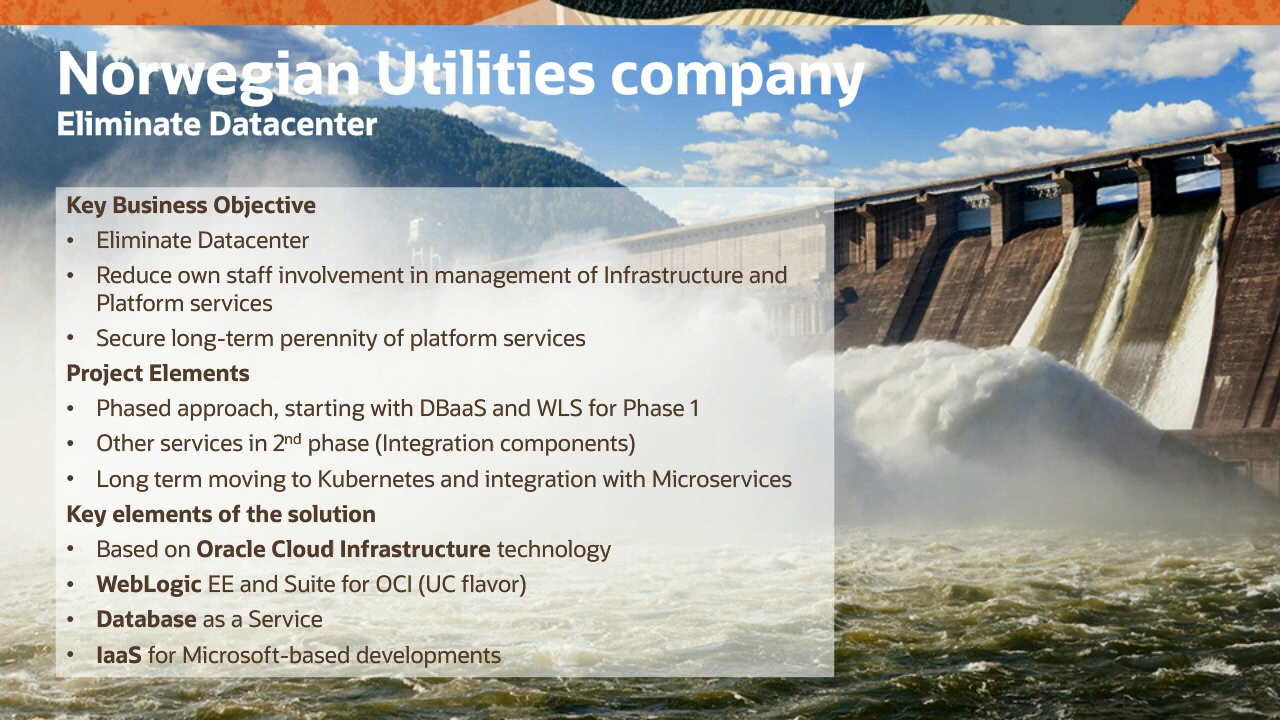 Norwegian Utilities company
Eliminate Datacenter
Key Business Objective
• Eliminate Datacenter
• Reduce own staff involvement in management of Infrastructure and
Platform services
• Secure long-term perennity of platform services
Project Elements
• Phased approach, starting with DBaaS and WLS for Phase 1
• Other services in 2nd phase (Integration components)
• Long term moving to Kubernetes and integration with Microservices
Key elements of the solution
• Based on Oracle Cloud Infrastructure technology
• WebLogic EE and Suite for OCI (UC flavor)
• Database as a Service
• IaaS for Microsoft-based developments